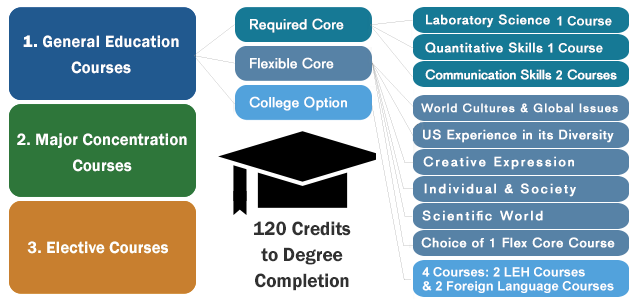 1. General Education
Courses
2. Major Concentration
Courses
3. Elective Courses
Required Core
Flexible Core
College Option
120 Credits
to Degree
Completion
Laboratory Science 1 Course
Quantitative Skills 1 Course
Communication Skills 2 Courses
World Cultures & Global Issues
US Experience in its Diversity
Creative Expression
Individual & Society
Scientific World
Choice of 1 Flex Core Course
4 Courses: 2 LEH Courses
& 2 Foreign Language Courses